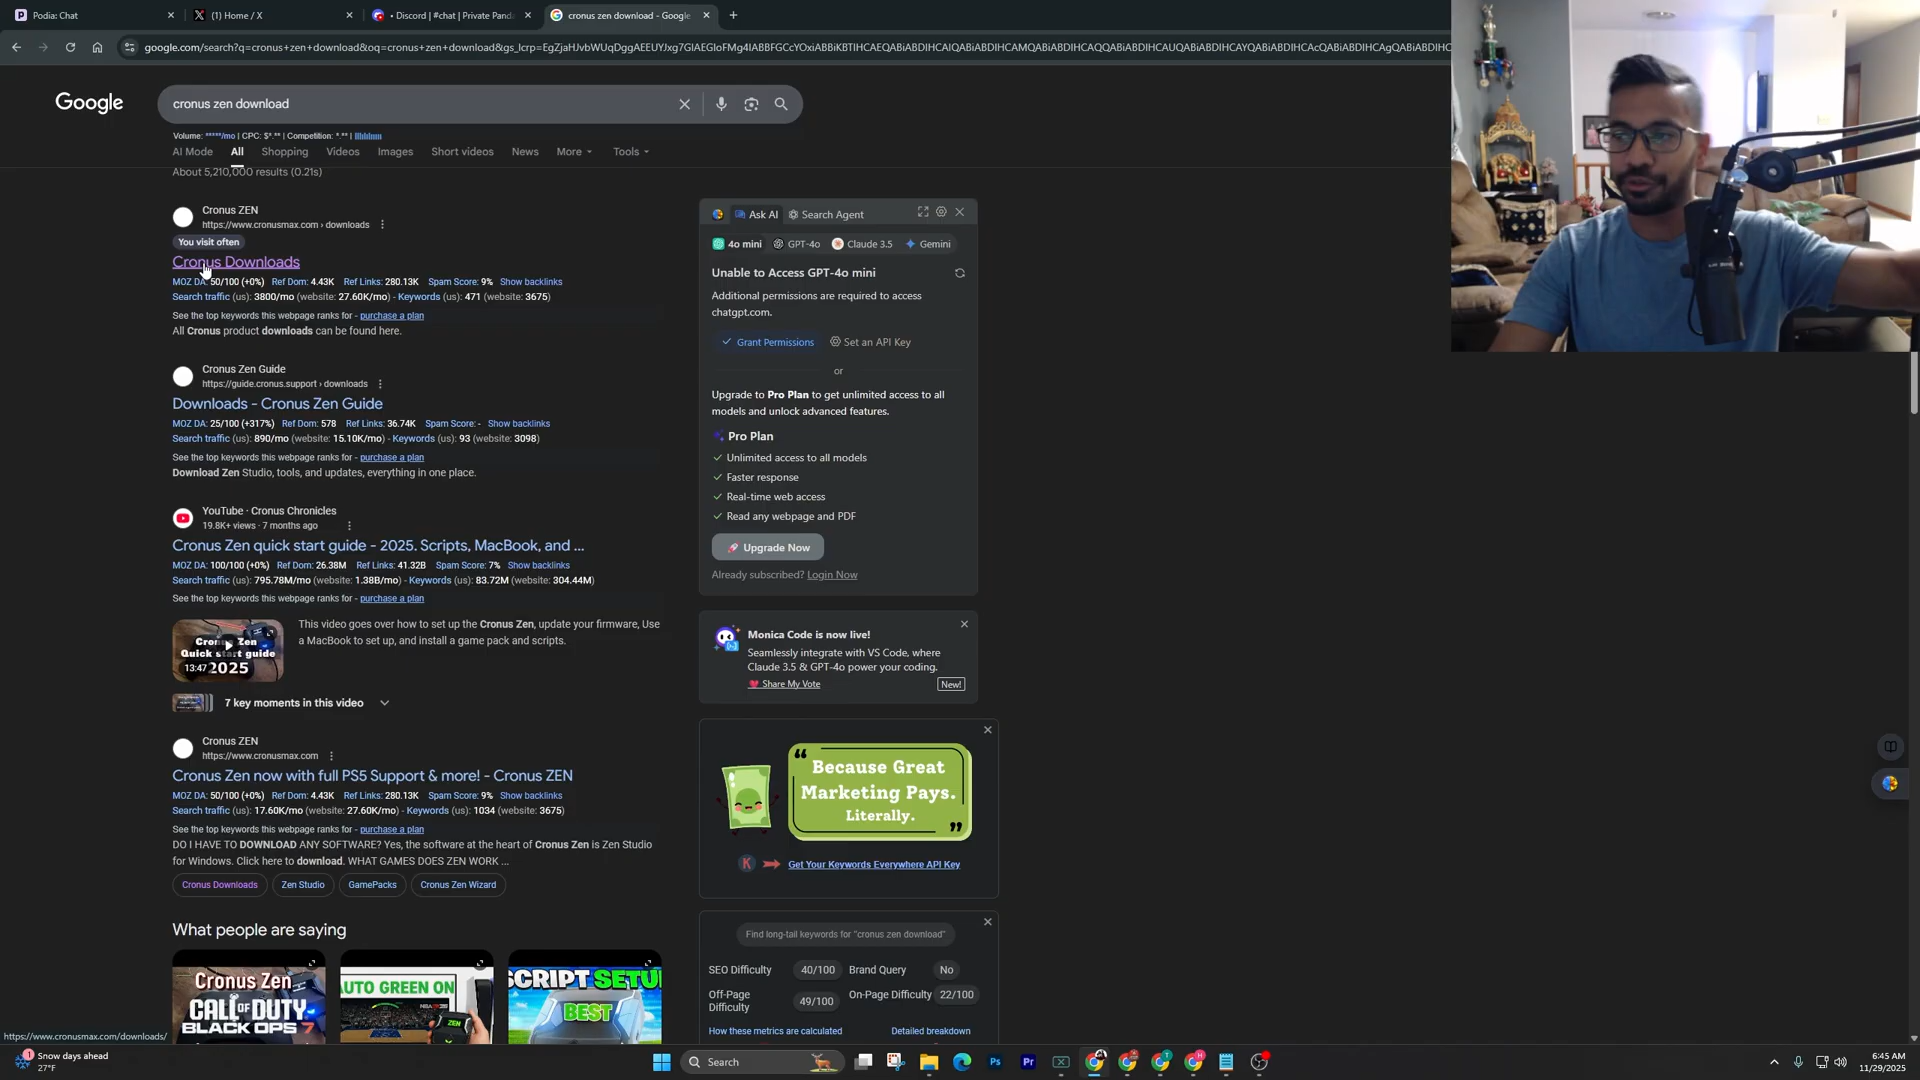 Podia: Chat
(1) Home / X
• Discord | #chat | Private Panda
cronus zen download - Google
google.com/search?q=cronus+zen+download&oq=cronus+zen+download&gs_lcrp=
Google
cronus zen download
Volume: *****/mo | CPC: $*.** | Competition: *.** |
AI Mode
All
Shopping
Videos
Images
Short videos
News
More
Tools
About 5,210,000 results (0.21s)
Cronus ZEN
https://www.cronusmax.com › downloads
You visit often
Cronus Downloads
MOZ DA: 50/100 (+0%) Ref Dom: 4.43K Ref Links: 280.13K Spam Score: 9% Show backlinks
Search traffic (us): 3800/mo (website: 27.60K/mo) - Keywords (us): 471 (website: 3675)
See the top keywords this webpage ranks for - purchase a plan
All Cronus product downloads can be found here.
Cronus Zen Guide
https://guide.cronus.support › downloads
Downloads - Cronus Zen Guide
MOZ DA: 25/100 (+317%) Ref Dom: 578 Ref Links: 36.74K Spam Score: - Show backlinks
Search traffic (us): 890/mo (website: 15.10K/mo) - Keywords (us): 93 (website: 3098)
See the top keywords this webpage ranks for - purchase a plan
Download Zen Studio, tools, and updates, everything in one place.
YouTube · Cronus Chronicles
19.8K+ views · 7 months ago
Cronus Zen quick start guide - 2025. Scripts, MacBook, and ...
MOZ DA: 100/100 (+0%) Ref Dom: 26.38M Ref Links: 41.32B Spam Score: 7% Show backlinks
Search traffic (us): 795.78M/mo (website: 1.38B/mo) - Keywords (us): 83.72M (website: 304.44M)
See the top keywords this webpage ranks for - purchase a plan
Cronus Zen
Quick start guide
13:47
2025
This video goes over how to set up the Cronus Zen, update your firmware, Use
a MacBook to set up, and install a game pack and scripts.
7 key moments in this video
Cronus ZEN
https://www.cronusmax.com
Cronus Zen now with full PS5 Support & more! - Cronus ZEN
MOZ DA: 50/100 (+0%) Ref Dom: 4.43K Ref Links: 280.13K Spam Score: 9% Show backlinks
Search traffic (us): 17.60K/mo (website: 27.60K/mo) - Keywords (us): 1034 (website: 3675)
See the top keywords this webpage ranks for - purchase a plan
DO I HAVE TO DOWNLOAD ANY SOFTWARE? Yes, the software at the heart of Cronus Zen is Zen Studio
for Windows. Click here to download. WHAT GAMES DOES ZEN WORK ...
Cronus Downloads
Zen Studio
GamePacks
Cronus Zen Wizard
What people are saying
Cronus Zen
CALL OF DUTY
BLACK OPS 7
AUTO GREEN ON
ZEN
SCRIPT SETU
BEST
Ask AI
Search Agent
4o mini
GPT-4o
Claude 3.5
Gemini
Unable to Access GPT-4o mini
Additional permissions are required to access
chatgpt.com.
Grant Permissions
Set an API Key
or
Upgrade to Pro Plan to get unlimited access to all
models and unlock advanced features.
Pro Plan
Unlimited access to all models
Faster response
Real-time web access
Read any webpage and PDF
Upgrade Now
Already subscribed? Login Now
Monica Code is now live!
Seamlessly integrate with VS Code, where
Claude 3.5 & GPT-4o power your coding.
Share My Vote
New!
“ Because Great
Marketing Pays.
Literally. ”
K
Get Your Keywords Everywhere API Key
Find long-tail keywords for "cronus zen download"
SEO Difficulty
40/100
Brand Query
No
Off-Page
Difficulty
49/100
On-Page Difficulty
22/100
How these metrics are calculated
Detailed breakdown
https://www.cronusmax.com/downloads/
1
Snow days ahead
27°F
Search
Ps
Pr
6:45 AM
11/29/2025